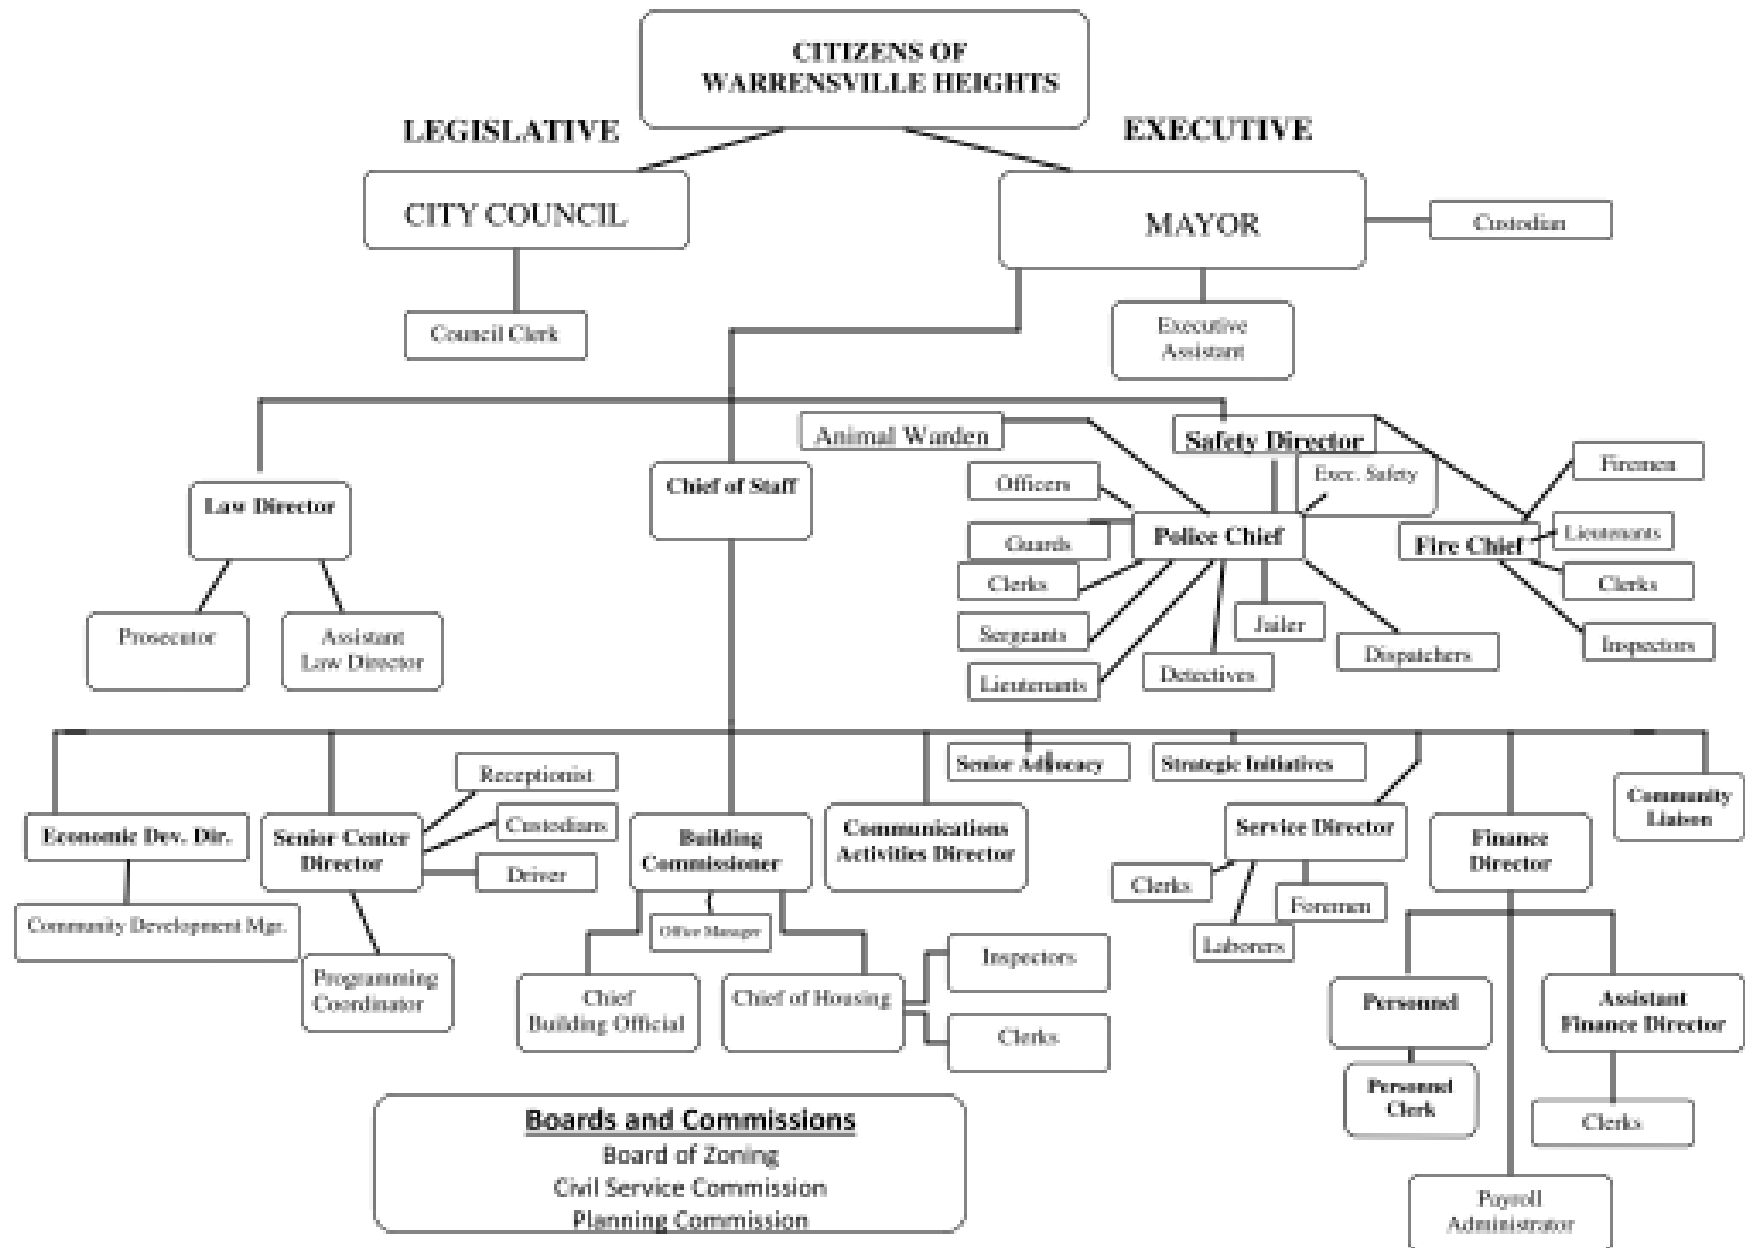 CITIZENS OF
WARRENSVILLE HEIGHTS
LEGISLATIVE
EXECUTIVE
CITY COUNCIL
MAYOR
Custodian
Council Clerk
Executive
Assistant
Animal Warden
Safety Director
Officers
Exec. Safety
Firemen
Law Director
Chief of Staff
Guards
Police Chief
Fire Chief
Lieutenants
Clerks
Clerks
Prosecutor
Assistant
Law Director
Sergeants
Jailer
Dispatchers
Inspectors
Lieutenants
Detectives
Senior Advocacy
Strategic Initiatives
Receptionist
Community
Liaison
Economic Dev. Dir.
Senior Center
Director
Custodians
Driver
Building
Commissioner
Communications
Activities Director
Service Director
Finance
Director
Clerks
Foremen
Laborers
Community Development Mgr.
Office Manager
Programming
Coordinator
Chief
Building Official
Chief of Housing
Inspectors
Clerks
Personnel
Assistant
Finance Director
Personnel
Clerk
Clerks
Boards and Commissions
Board of Zoning
Civil Service Commission
Planning Commission
Payroll
Administrator